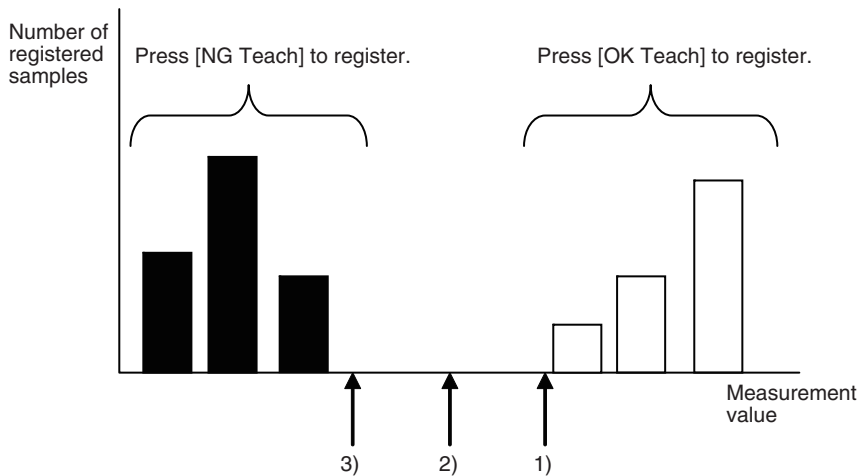 Number of
registered
samples
Press [NG Teach] to register.
Press [OK Teach] to register.
Measurement
value
3)
2)
1)